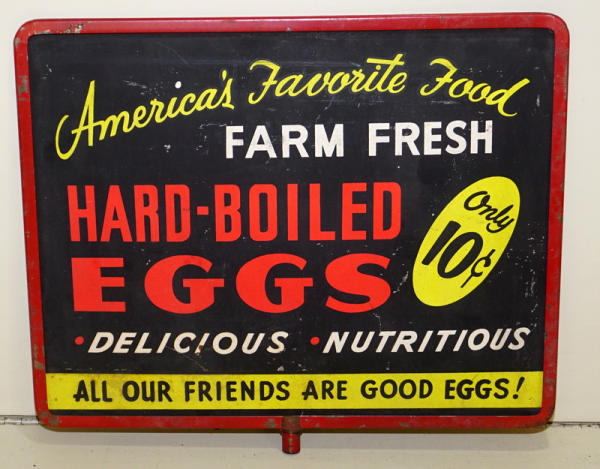 America's Favorite Food
FARM FRESH
HARD-BOILED
EGGS
Only
10¢
•DELICIOUS •NUTRITIOUS
ALL OUR FRIENDS ARE GOOD EGGS!